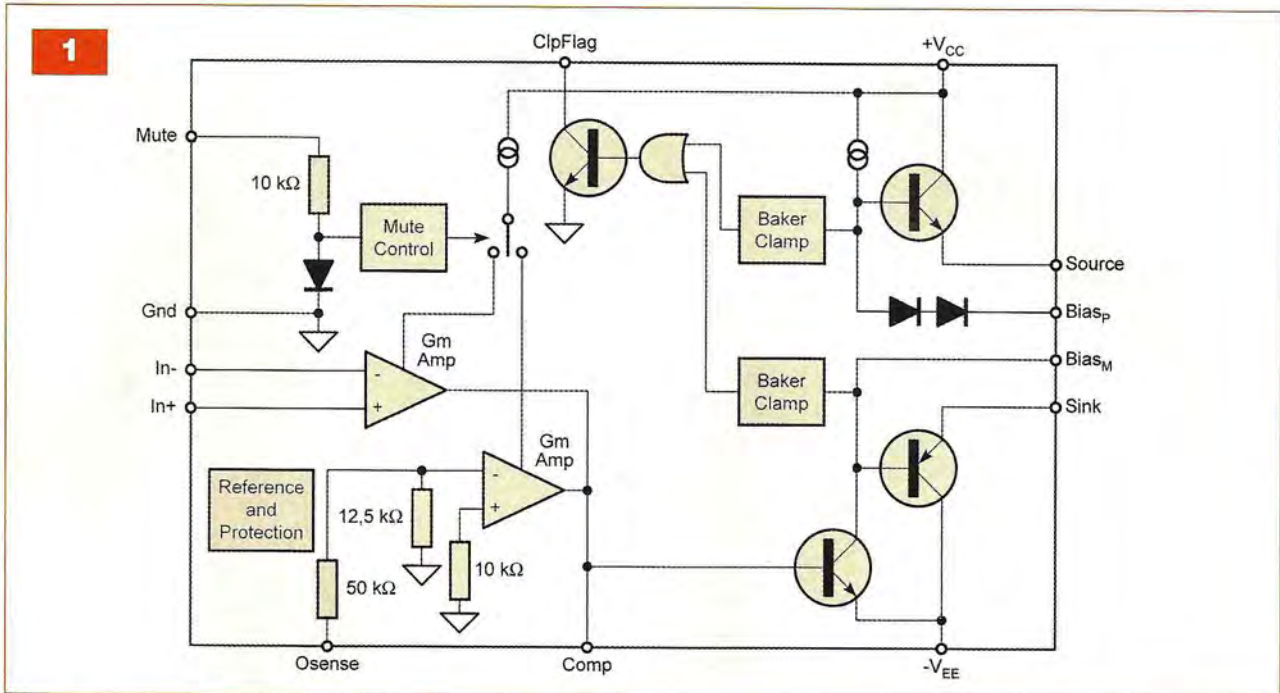 1
ClpFlag
+VCC
Mute
10 kΩ
Mute
Control
Baker
Clamp
Source
Gnd
BiasP
Gm
Amp
BiasM
In-
-
Baker
Clamp
In+
+
Sink
Gm
Amp
Reference
and
Protection
-
12,5 kΩ
+
10 kΩ
50 kΩ
Osense
Comp
-VEE